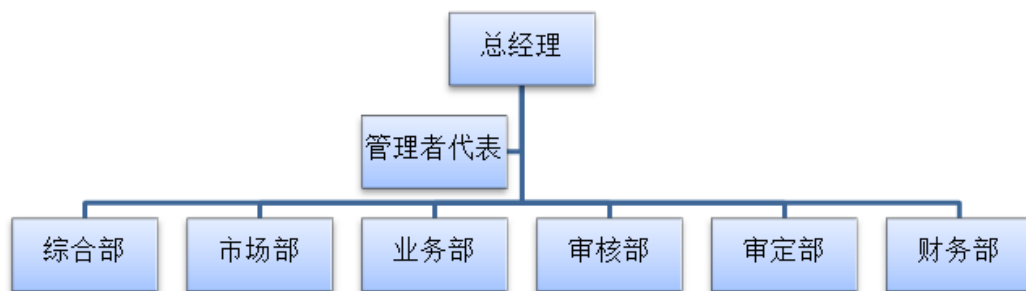 总经理
管理者代表
综合部
市场部
业务部
审核部
审定部
财务部